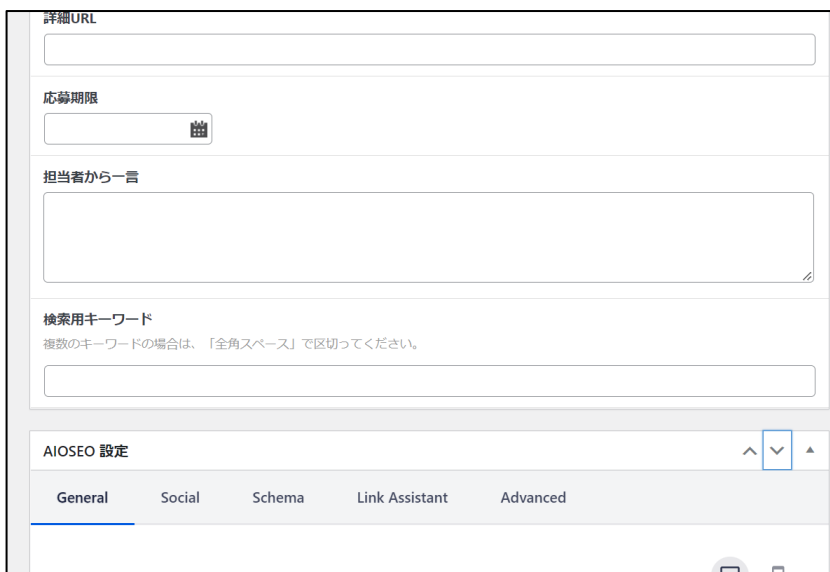 詳細URL
応募期限
担当者から一言
検索用キーワード
複数のキーワードの場合は、「全角スペース」で区切ってください。
AIOSEO 設定
General Social Schema Link Assistant Advanced